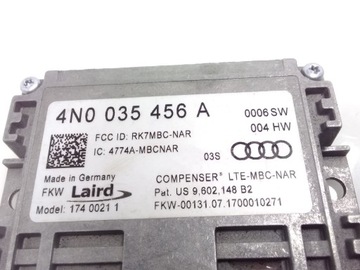 4N0 035 456 A
0006 SW
004 HW
FCC ID: RK7MBC-NAR
IC: 4774A-MBCNAR
03S
Made in Germany
FKW Laird
Model: 174 0021 1
COMPENSER® LTE-MBC-NAR
Pat. US 9,602,148 B2
FKW-00131.07.1700010271